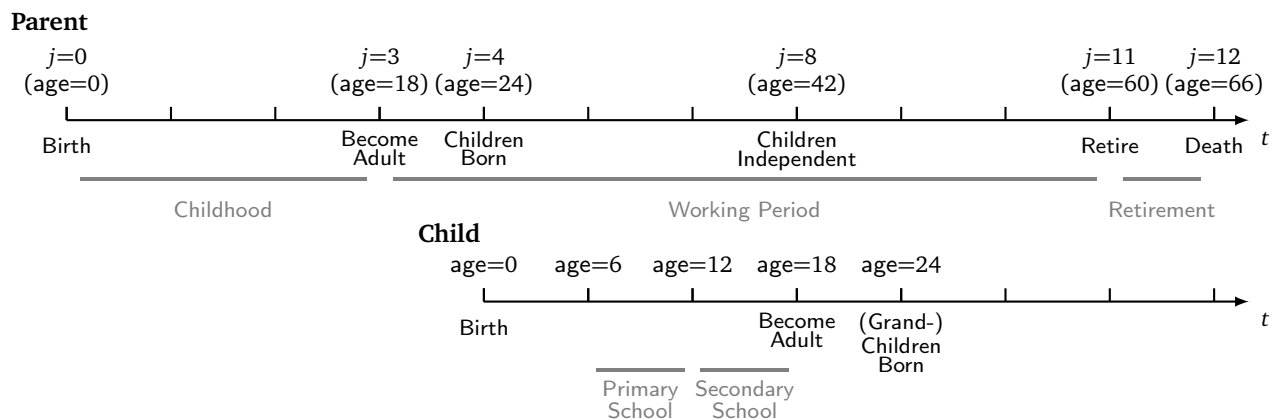 Parent
j=0 j=3 j=4 j=8 j=11 j=12
(age=0) (age=18) (age=24) (age=42) (age=60) (age=66)
Birth Become Adult Children Born Children Independent Retire Death t
Childhood Working Period Retirement
Child
age=0 age=6 age=12 age=18 age=24
Birth Become Adult (Grand-) Children Born t
Primary School Secondary School